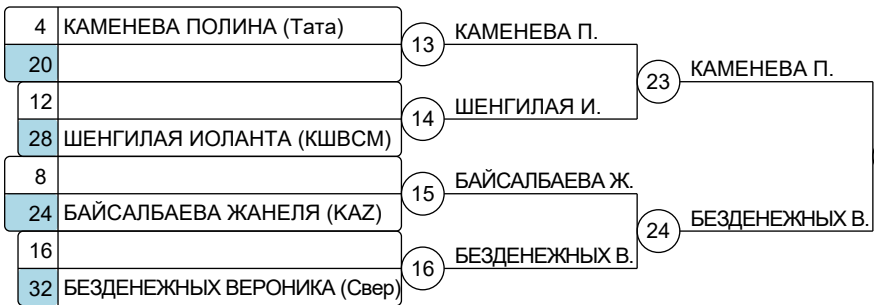 4 КАМЕНЕВА ПОЛИНА (Тата)
20
12
28 ШЕНГИЛАЯ ИОЛАНТА (КШВСМ)
8
24 БАЙСАЛБАЕВА ЖАНЕЛЯ (KAZ)
16
32 БЕЗДЕНЕЖНЫХ ВЕРОНИКА (Свер)
13 КАМЕНЕВА П.
14 ШЕНГИЛАЯ И.
15 БАЙСАЛБАЕВА Ж.
16 БЕЗДЕНЕЖНЫХ В.
23 КАМЕНЕВА П.
24 БЕЗДЕНЕЖНЫХ В.